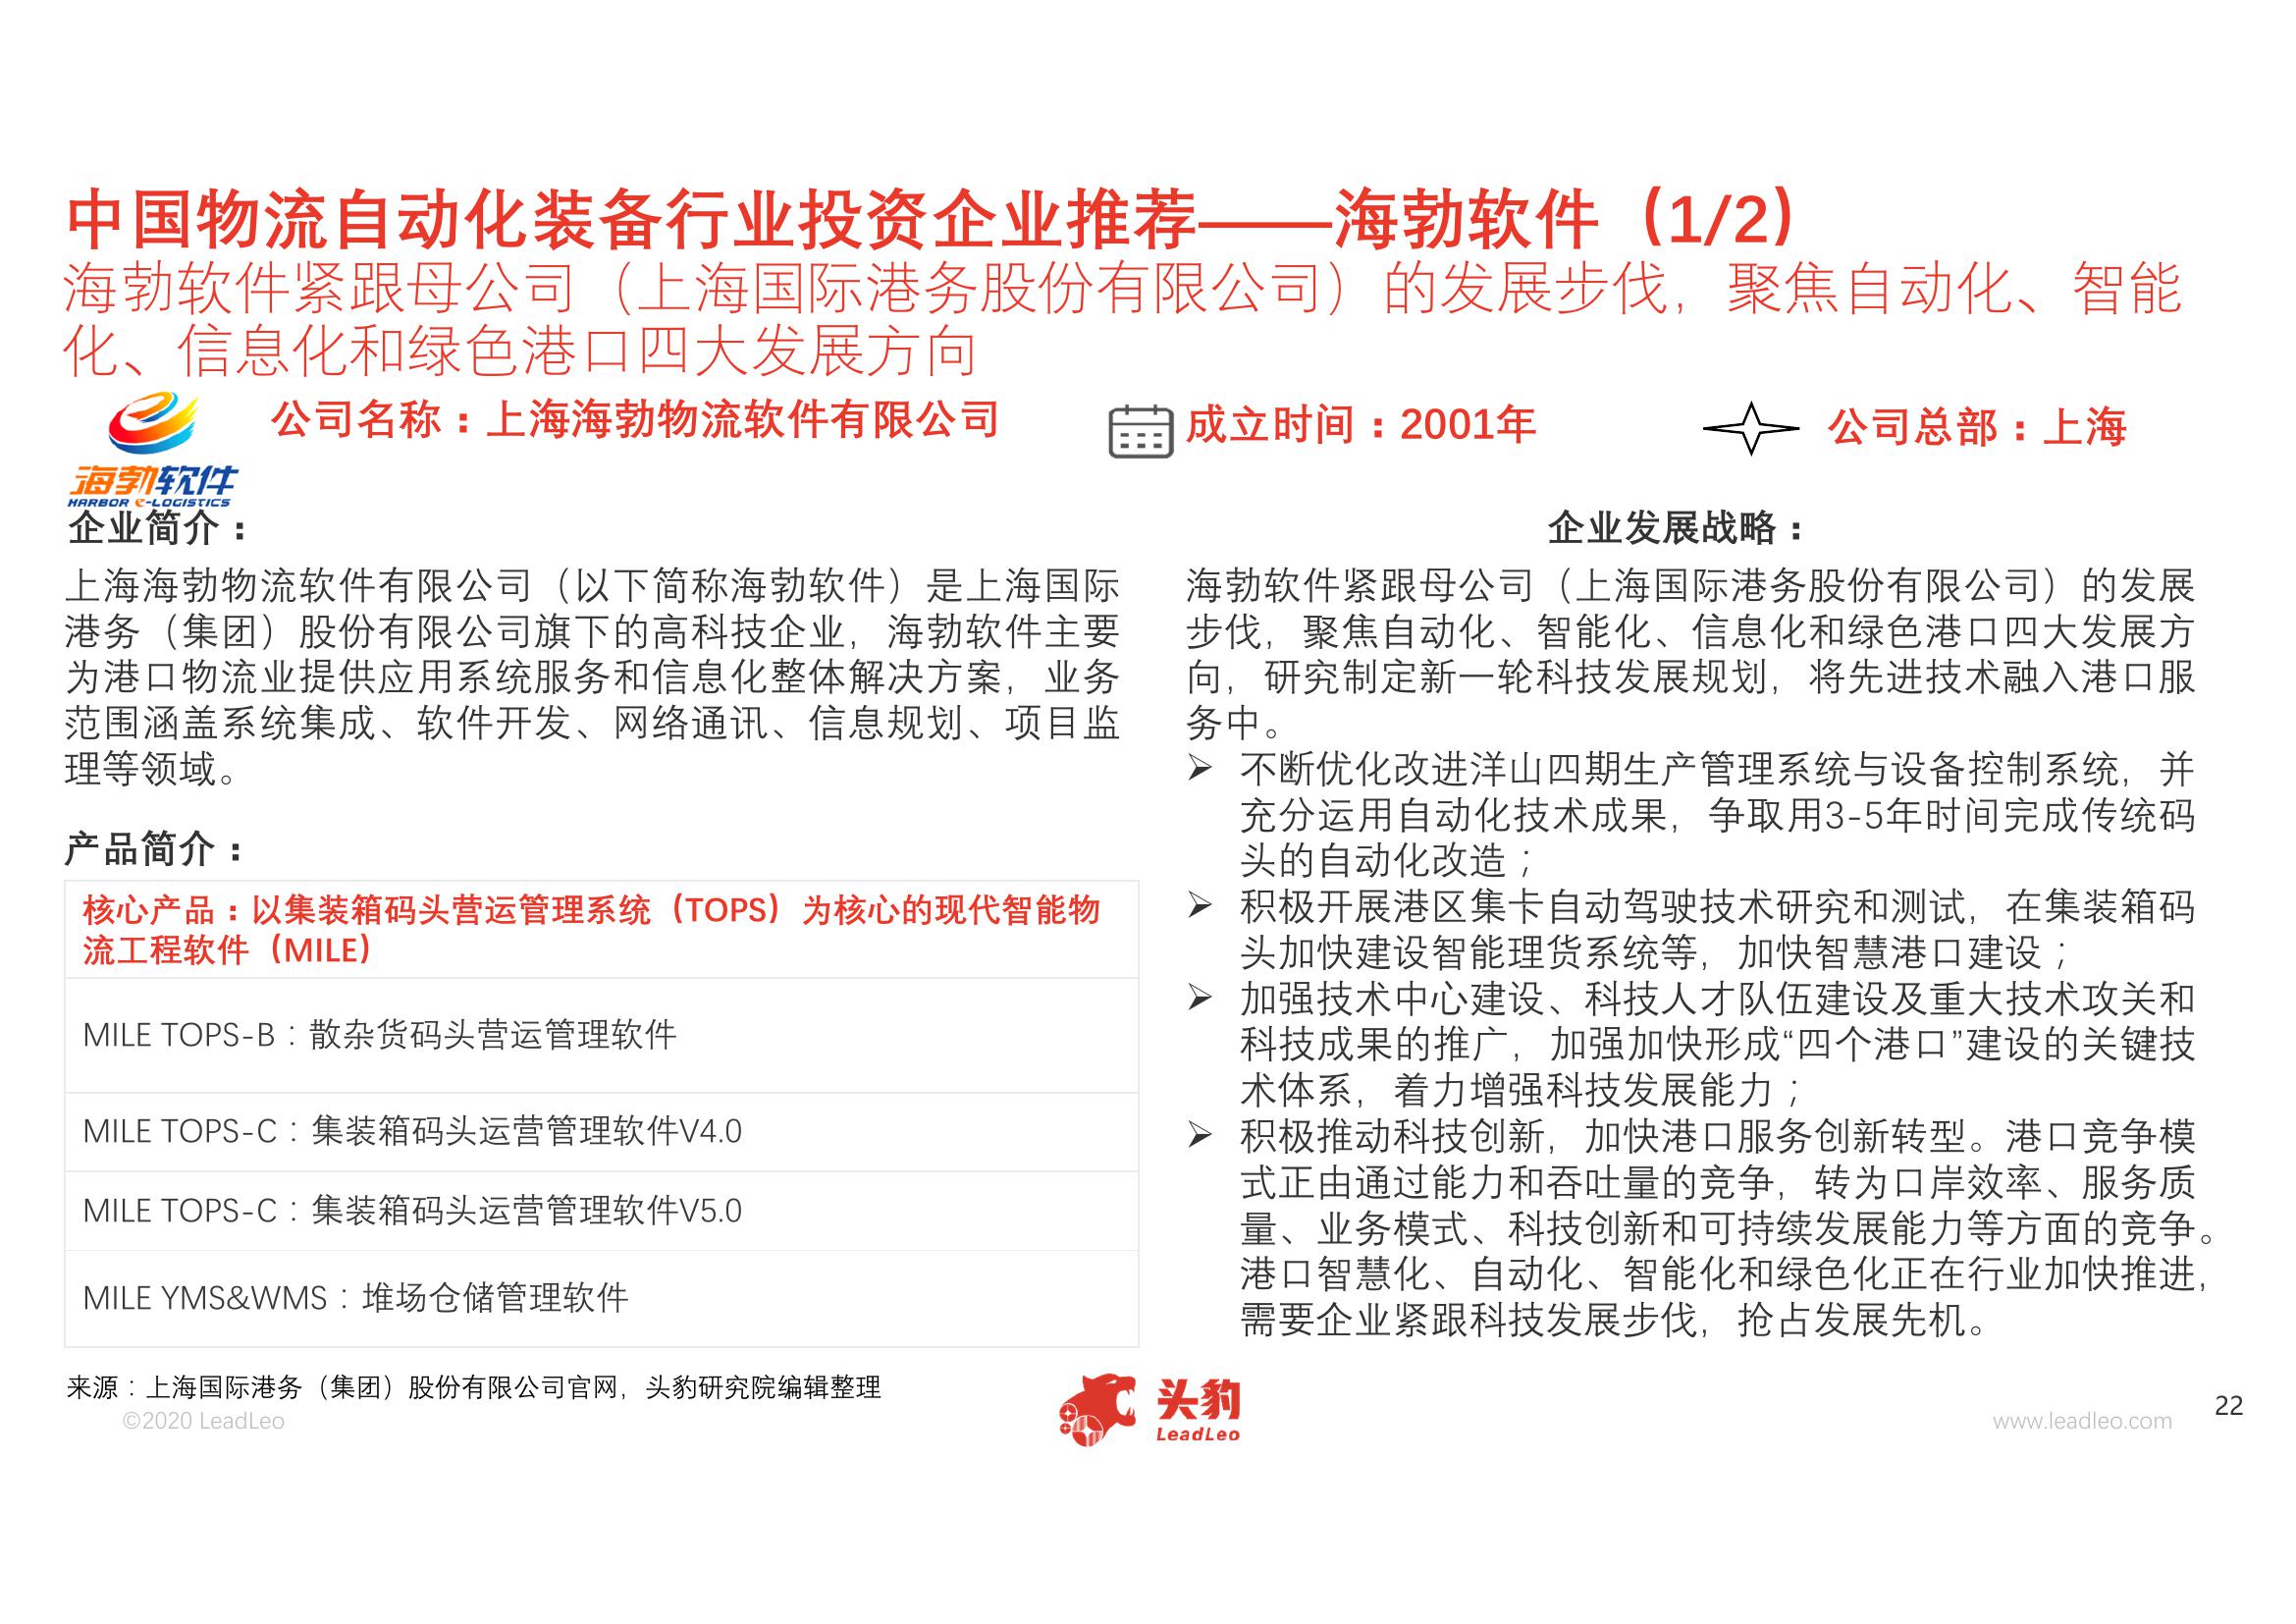 中国物流自动化装备行业投资企业推荐——海勃软件（1/2）
海勃软件紧跟母公司（上海国际港务股份有限公司）的发展步伐，聚焦自动化、智能
化、信息化和绿色港口四大发展方向
海勃软件
HARBOR e-LOGISTICS
公司名称：上海海勃物流软件有限公司
成立时间：2001年
公司总部：上海
企业简介：
上海海勃物流软件有限公司（以下简称海勃软件）是上海国际
港务（集团）股份有限公司旗下的高科技企业，海勃软件主要
为港口物流业提供应用系统服务和信息化整体解决方案，业务
范围涵盖系统集成、软件开发、网络通讯、信息规划、项目监
理等领域。
产品简介：
核心产品：以集装箱码头营运管理系统（TOPS）为核心的现代智能物
流工程软件（MILE）
MILE TOPS-B：散杂货码头营运管理软件
MILE TOPS-C：集装箱码头运营管理软件V4.0
MILE TOPS-C：集装箱码头运营管理软件V5.0
MILE YMS&WMS：堆场仓储管理软件
企业发展战略：
海勃软件紧跟母公司（上海国际港务股份有限公司）的发展
步伐，聚焦自动化、智能化、信息化和绿色港口四大发展方
向，研究制定新一轮科技发展规划，将先进技术融入港口服
务中。
➢ 不断优化改进洋山四期生产管理系统与设备控制系统，并
充分运用自动化技术成果，争取用3-5年时间完成传统码
头的自动化改造；
➢ 积极开展港区集卡自动驾驶技术研究和测试，在集装箱码
头加快建设智能理货系统等，加快智慧港口建设；
➢ 加强技术中心建设、科技人才队伍建设及重大技术攻关和
科技成果的推广，加强加快形成“四个港口”建设的关键技
术体系，着力增强科技发展能力；
➢ 积极推动科技创新，加快港口服务创新转型。港口竞争模
式正由通过能力和吞吐量的竞争，转为口岸效率、服务质
量、业务模式、科技创新和可持续发展能力等方面的竞争。
港口智慧化、自动化、智能化和绿色化正在行业加快推进，
需要企业紧跟科技发展步伐，抢占发展先机。
来源：上海国际港务（集团）股份有限公司官网，头豹研究院编辑整理
©2020 LeadLeo
头豹
LeadLeo
www.leadleo.com
22